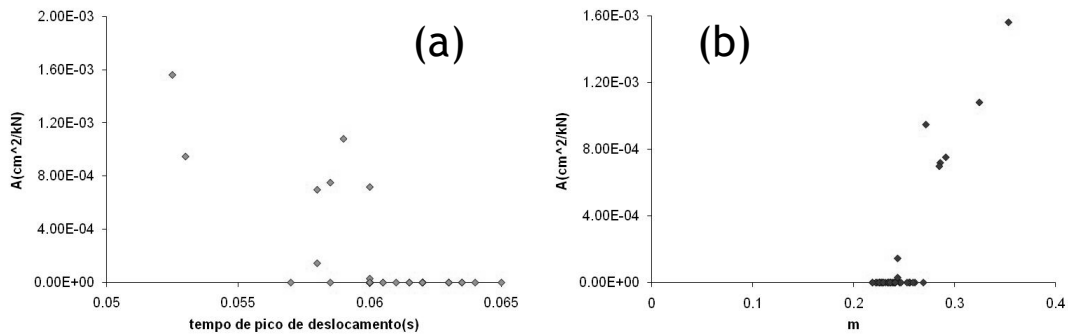 2.00E-03
1.60E-03
1.20E-03
8.00E-04
4.00E-04
0.00E+00
A(cm^2/kN)
(a)
0.05
0.055
0.06
0.065
tempo de pico de deslocamento(s)
1.60E-03
1.20E-03
8.00E-04
4.00E-04
0.00E+00
A(cm^2/kN)
(b)
0
0.1
0.2
0.3
0.4
m